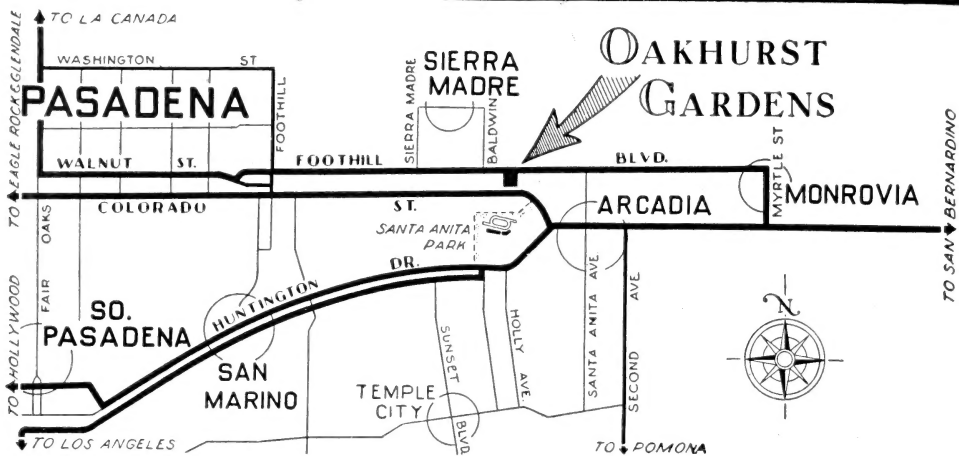 TO LA CANADA
WASHINGTON ST
PASADENA
FOOTHILL
TO EAGLE ROCK & GLENDALE
WALNUT ST.
FOOTHILL BLVD.
SIERRA
MADRE
SIERRA MADRE
BALDWIN
OAKHURST
GARDENS
MYRTLE ST
MONROVIA
ARCADIA
COLORADO ST.
SANTA ANITA
PARK
TO SAN BERNARDINO
FAIR OAKS
TO HOLLYWOOD
SO.
PASADENA
HUNTINGTON DR.
SAN
MARINO
SUNSET BLVD
HOLLY AVE.
SANTA ANITA AVE
SECOND AVE
TEMPLE
CITY
N
TO LOS ANGELES
TO POMONA